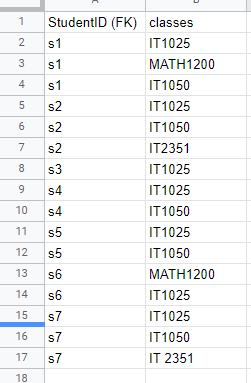 A B
1 StudentID (FK) classes
2 s1 IT1025
3 s1 MATH1200
4 s1 IT1050
5 s2 IT1025
6 s2 IT1050
7 s2 IT2351
8 s3 IT1025
9 s4 IT1025
10 s4 IT1050
11 s5 IT1025
12 s5 IT1050
13 s6 MATH1200
14 s6 IT1025
15 s7 IT1025
16 s7 IT1050
17 s7 IT 2351
18